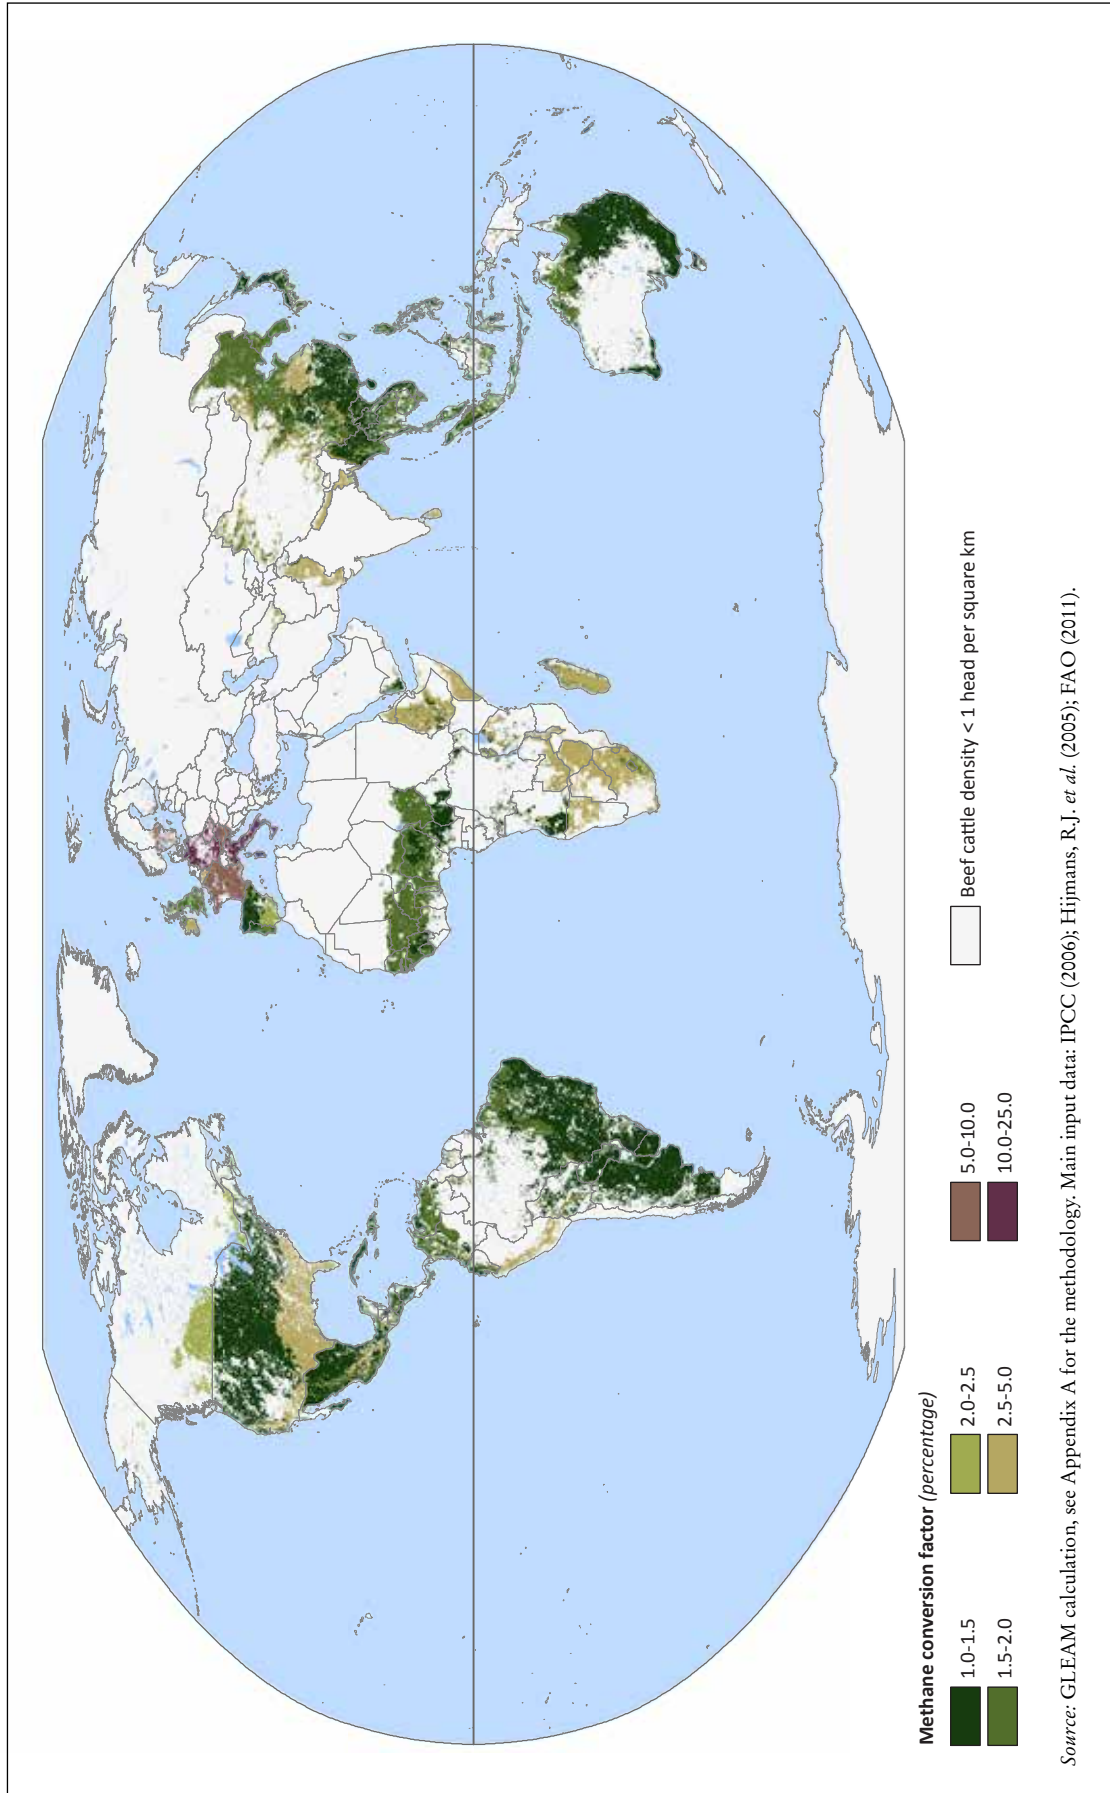 Methane conversion factor (percentage)
1.0-1.5
2.0-2.5
5.0-10.0
Beef cattle density < 1 head per square km
1.5-2.0
2.5-5.0
10.0-25.0
Source: GLEAM calculation, see Appendix A for the methodology. Main input data: IPCC (2006); Hijmans, R.J. et al. (2005); FAO (2011).